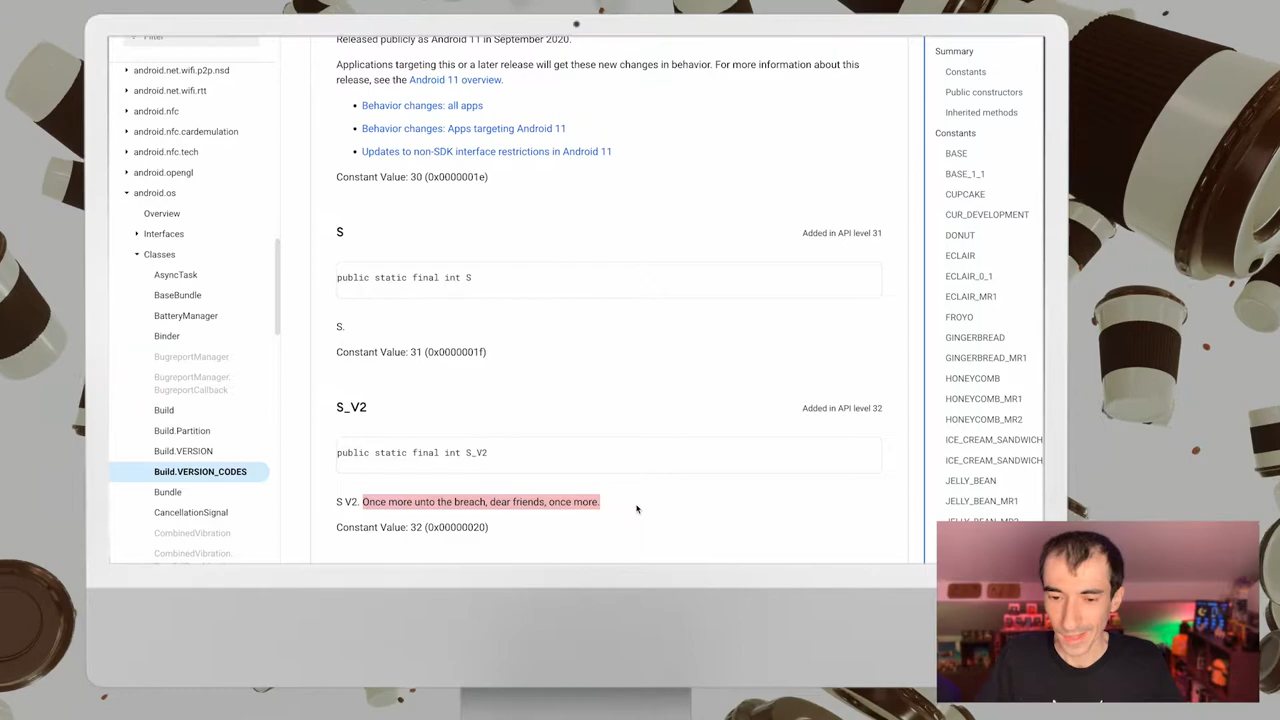 Released publicly as Android 11 in September 2020.
Applications targeting this or a later release will get these new changes in behavior. For more information about this
release, see the Android 11 overview.
• Behavior changes: all apps
• Behavior changes: Apps targeting Android 11
• Updates to non-SDK interface restrictions in Android 11
Constant Value: 30 (0x0000001e)
S
Added in API level 31
public static final int S
S.
Constant Value: 31 (0x0000001f)
S_V2
Added in API level 32
public static final int S_V2
S V2. Once more unto the breach, dear friends, once more.
Constant Value: 32 (0x00000020)
android.net.wifi.p2p.nsd
android.net.wifi.rtt
android.nfc
android.nfc.cardemulation
android.nfc.tech
android.opengl
android.os
Overview
Interfaces
Classes
AsyncTask
BaseBundle
BatteryManager
Binder
BugreportManager
BugreportManager.
BugreportCallback
Build
Build.Partition
Build.VERSION
Build.VERSION_CODES
Bundle
CancellationSignal
CombinedVibration
CombinedVibration.
Summary
Constants
Public constructors
Inherited methods
Constants
BASE
BASE_1_1
CUPCAKE
CUR_DEVELOPMENT
DONUT
ECLAIR
ECLAIR_0_1
ECLAIR_MR1
FROYO
GINGERBREAD
GINGERBREAD_MR1
HONEYCOMB
HONEYCOMB_MR1
HONEYCOMB_MR2
ICE_CREAM_SANDWICH
ICE_CREAM_SANDWICH
JELLY_BEAN
JELLY_BEAN_MR1